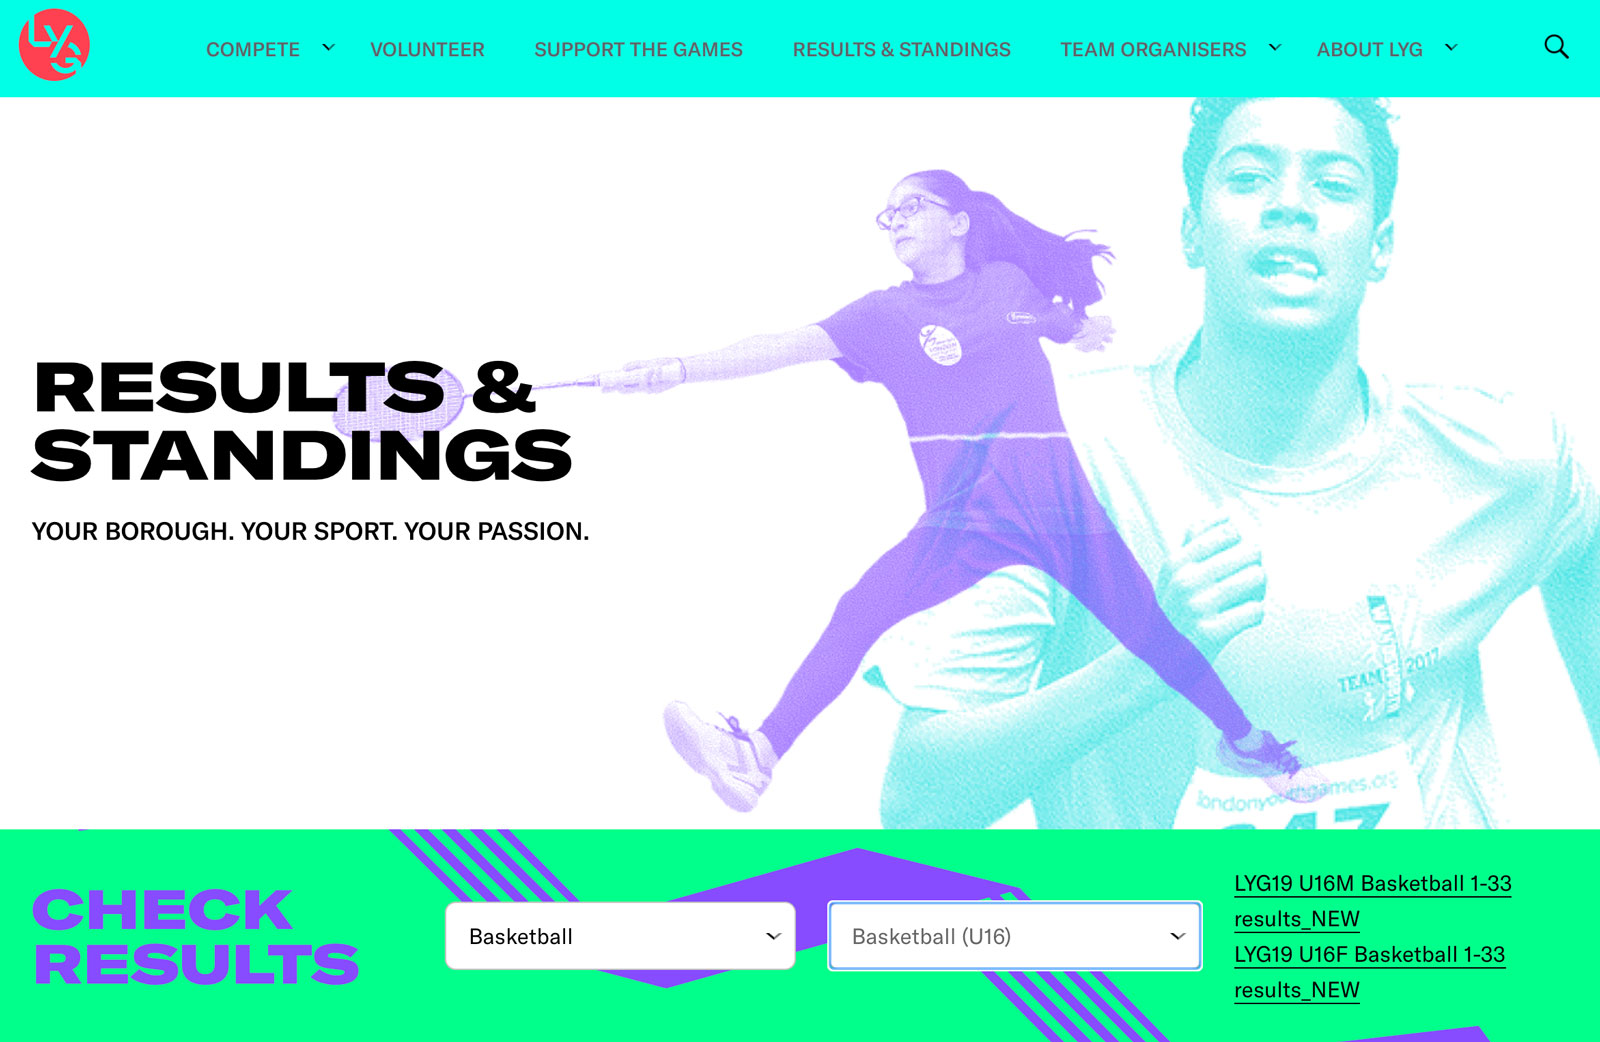 LYG
COMPETE VOLUNTEER SUPPORT THE GAMES RESULTS & STANDINGS TEAM ORGANISERS ABOUT LYG
RESULTS &
STANDINGS
YOUR BOROUGH. YOUR SPORT. YOUR PASSION.
TEAM 2017
londonyouthgames.org
247
CHECK
RESULTS
Basketball
Basketball (U16)
LYG19 U16M Basketball 1-33
results_NEW
LYG19 U16F Basketball 1-33
results_NEW